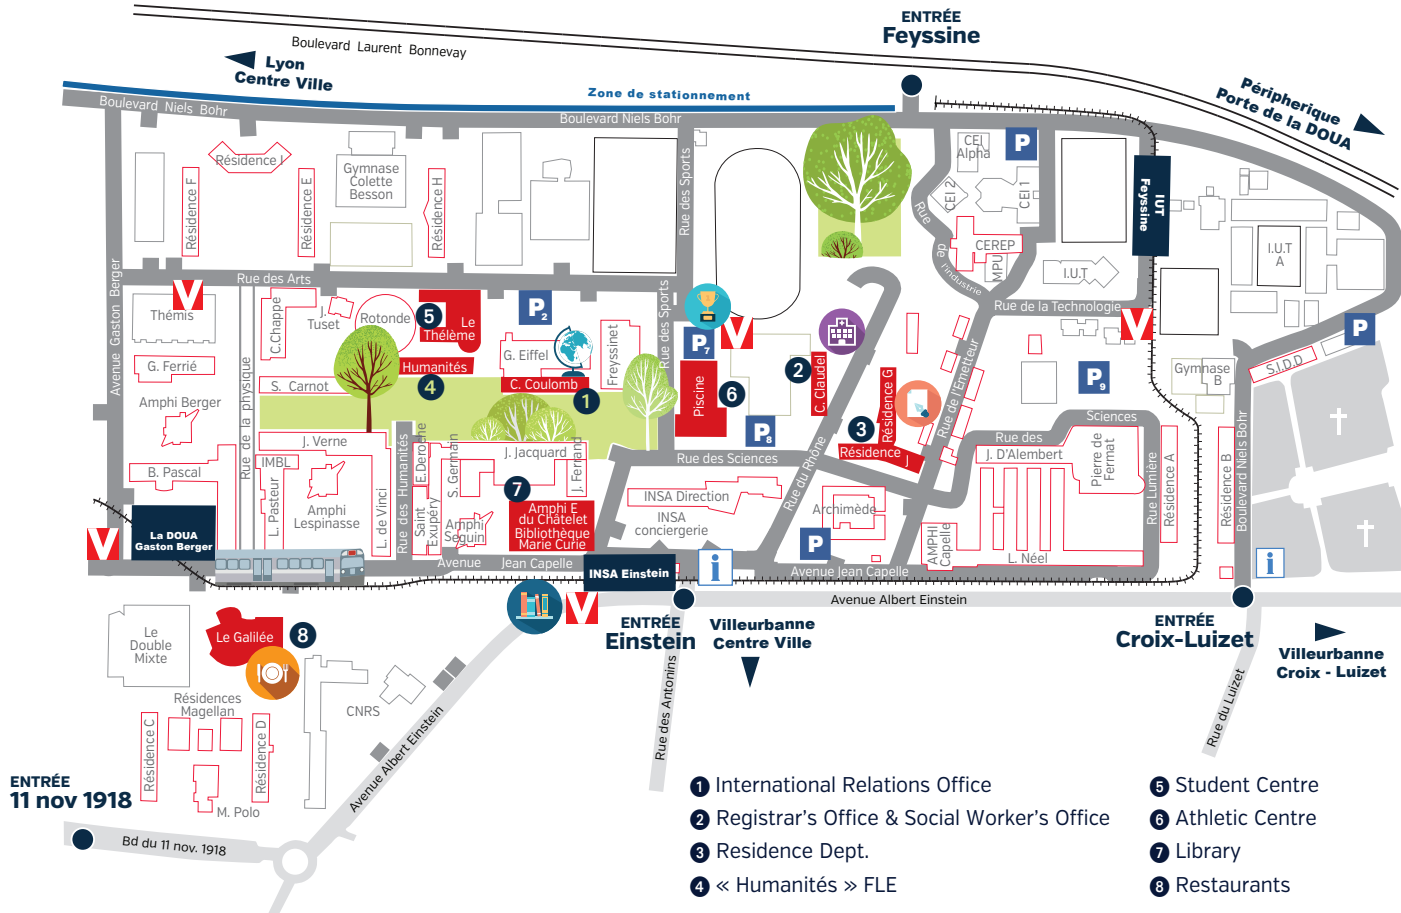 ENTRÉE
Feyssine
Boulevard Laurent Bonnevay
Lyon
Centre Ville
Péripherique
Porte de la DOUA
Zone de stationnement
Boulevard Niels Bohr
Boulevard Niels Bohr
Résidence I
Gymnase
Colette
Besson
Résidence F
Résidence E
Résidence H
Rue des Sports
CEI
Alpha
P
CEI 2
CEI 1
IUT
Feyssine
Rue
de
l'industrie
CEREP
MPU
I.U.T
I.U.T
A
Avenue Gaston Berger
Rue des Arts
Thémis
C.Chappe
J.
Tuset
Rotonde
5
Le
Thélème
P2
G. Eiffel
Freyssinet
Rue des Sports
P7
Rue de la Technologie
P
G. Ferrié
Rue de la physique
S. Carnot
Humanités
4
C. Coulomb
1
Piscine
6
2
C. Claudel
Résidence G
Rue de l'Emetteur
P9
Gymnase
B
S.I.D.D
Amphi Berger
P8
3
Résidence
J
Sciences
Rue des
J. Verne
IMBL
B. Pascal
L. Pasteur
Amphi
Lespinasse
L. de Vinci
Rue des Humanités
E.Deroche
S. Germain
J. Jacquard
J. Ferrand
Saint
Exupéry
Amphi
Seguin
7
Amphi E
du Châtelet
Bibliothèque
Marie Curie
Rue des Sciences
INSA Direction
INSA
conciergerie
Rue du Rhône
Archimède
P
J. D'Alembert
Pierre de
Fermat
AMPHI
Capelle
L. Néel
Rue Lumière
Résidence A
Résidence B
Boulevard Niels Bohr
La DOUA
Gaston Berger
Avenue
Jean Capelle
INSA Einstein
i
Avenue Jean Capelle
i
Avenue Albert Einstein
ENTRÉE
Einstein
Villeurbanne
Centre Ville
ENTRÉE
Croix-Luizet
Villeurbanne
Croix - Luizet
Le
Double
Mixte
Le Galilée
8
Résidences
Magellan
CNRS
Résidence C
Résidence D
M. Polo
Avenue Albert Einstein
Rue des Antonins
Rue du Luizet
ENTRÉE
11 nov 1918
Bd du 11 nov. 1918
1 International Relations Office
2 Registrar's Office & Social Worker's Office
3 Residence Dept.
4 « Humanités » FLE
5 Student Centre
6 Athletic Centre
7 Library
8 Restaurants